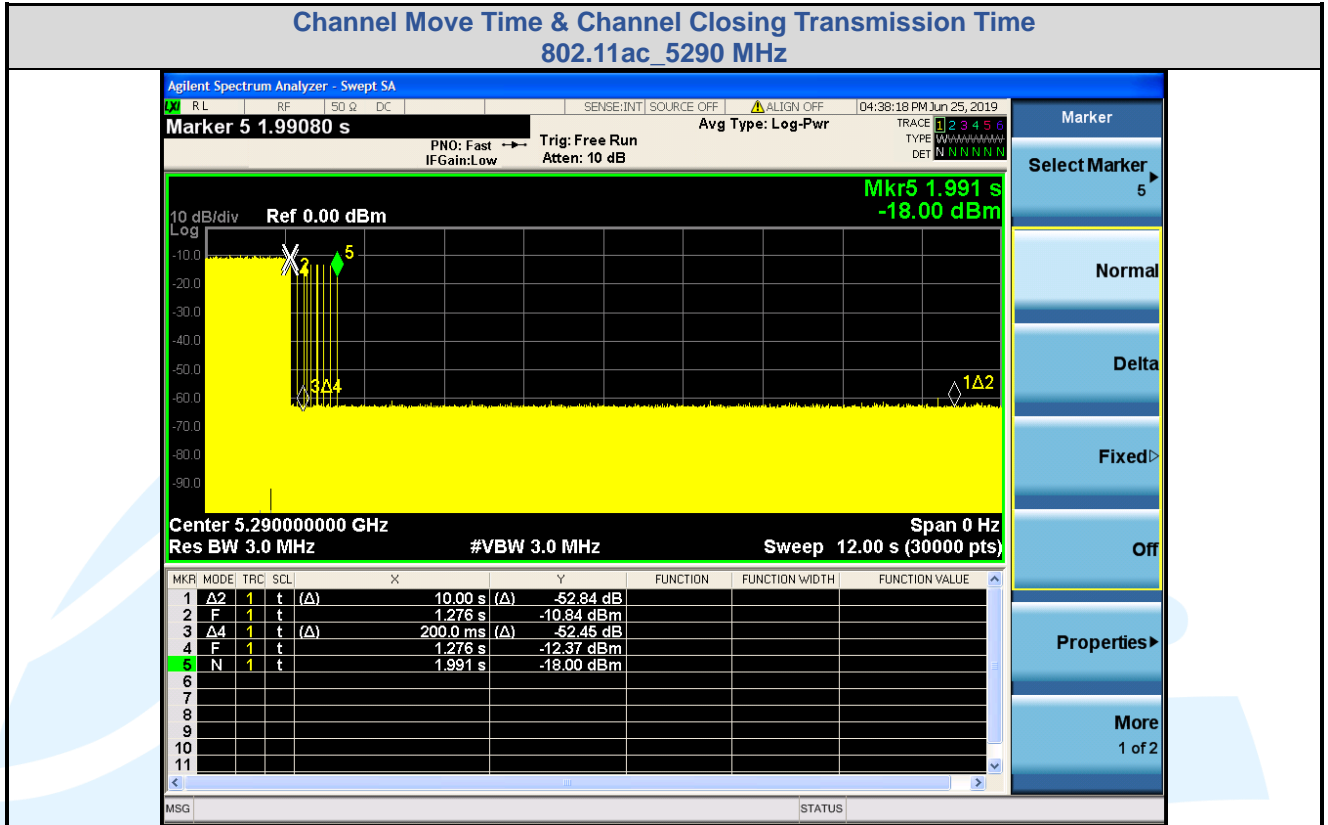 Channel Move Time & Channel Closing Transmission Time
802.11ac_5290 MHz
Agilent Spectrum Analyzer - Swept SA
LXI RL RF 50 Ω DC SENSE:INT SOURCE OFF ALIGN OFF 04:38:18 PM Jun 25, 2019
Marker 5 1.99080 s
PNO: Fast
IFGain:Low
Trig: Free Run
Atten: 10 dB
Avg Type: Log-Pwr
TRACE 1 2 3 4 5 6
TYPE WWWWWW
DET N N N N N N
Mkr5 1.991 s
-18.00 dBm
10 dB/div Ref 0.00 dBm
Log
-10.0
-20.0
-30.0
-40.0
-50.0
-60.0
-70.0
-80.0
-90.0
2
5
3Δ4
1Δ2
Center 5.290000000 GHz Span 0 Hz
Res BW 3.0 MHz #VBW 3.0 MHz Sweep 12.00 s (30000 pts)
MKR MODE TRC SCL X Y FUNCTION FUNCTION WIDTH FUNCTION VALUE
1 Δ2 1 t (Δ) 10.00 s (Δ) -52.84 dB
2 F 1 t 1.276 s -10.84 dBm
3 Δ4 1 t (Δ) 200.0 ms (Δ) -52.45 dB
4 F 1 t 1.276 s -12.37 dBm
5 N 1 t 1.991 s -18.00 dBm
6
7
8
9
10
11
MSG STATUS
Marker
Select Marker
5
Normal
Delta
Fixed
Off
Properties
More
1 of 2